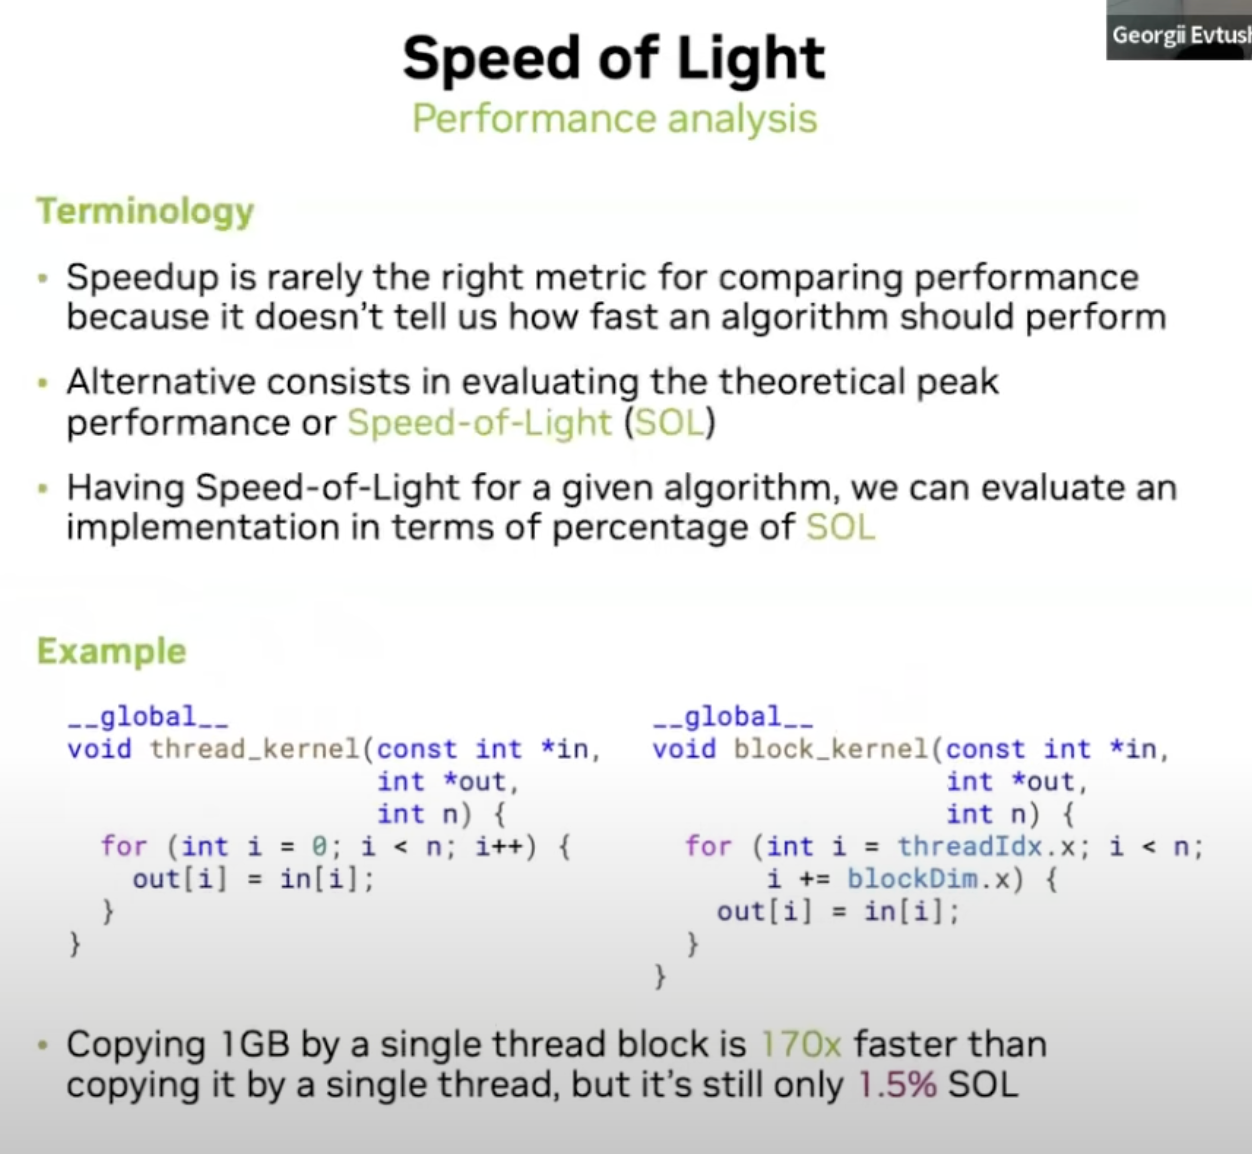 Georgii Evtush
Speed of Light
Performance analysis
Terminology
• Speedup is rarely the right metric for comparing performance
because it doesn't tell us how fast an algorithm should perform
• Alternative consists in evaluating the theoretical peak
performance or Speed-of-Light (SOL)
• Having Speed-of-Light for a given algorithm, we can evaluate an
implementation in terms of percentage of SOL
Example
__global__
void thread_kernel(const int *in,
int *out,
int n) {
for (int i = 0; i < n; i++) {
out[i] = in[i];
}
}
__global__
void block_kernel(const int *in,
int *out,
int n) {
for (int i = threadIdx.x; i < n;
i += blockDim.x) {
out[i] = in[i];
}
}
• Copying 1GB by a single thread block is 170x faster than
copying it by a single thread, but it's still only 1.5% SOL